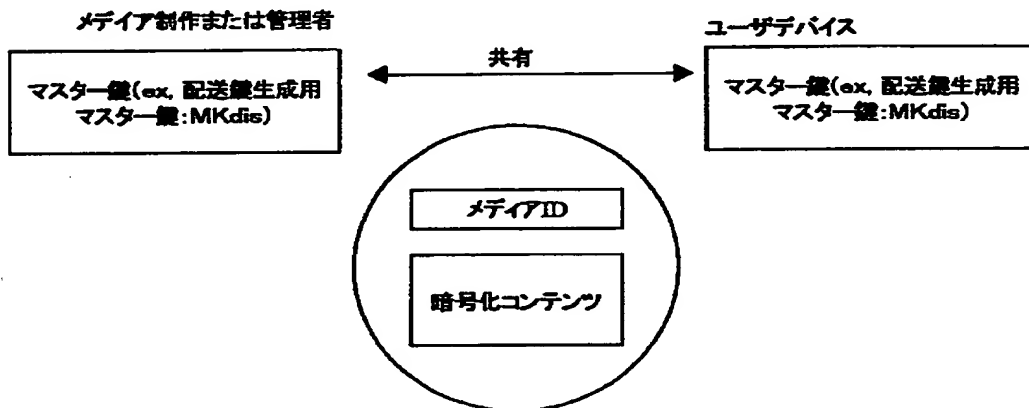 メディア制作または管理者
ユーザデバイス
共有
マスター鍵(ex, 配送鍵生成用
マスター鍵:MKdis)
マスター鍵(ex, 配送鍵生成用
マスター鍵:MKdis)
メディアID
暗号化コンテンツ